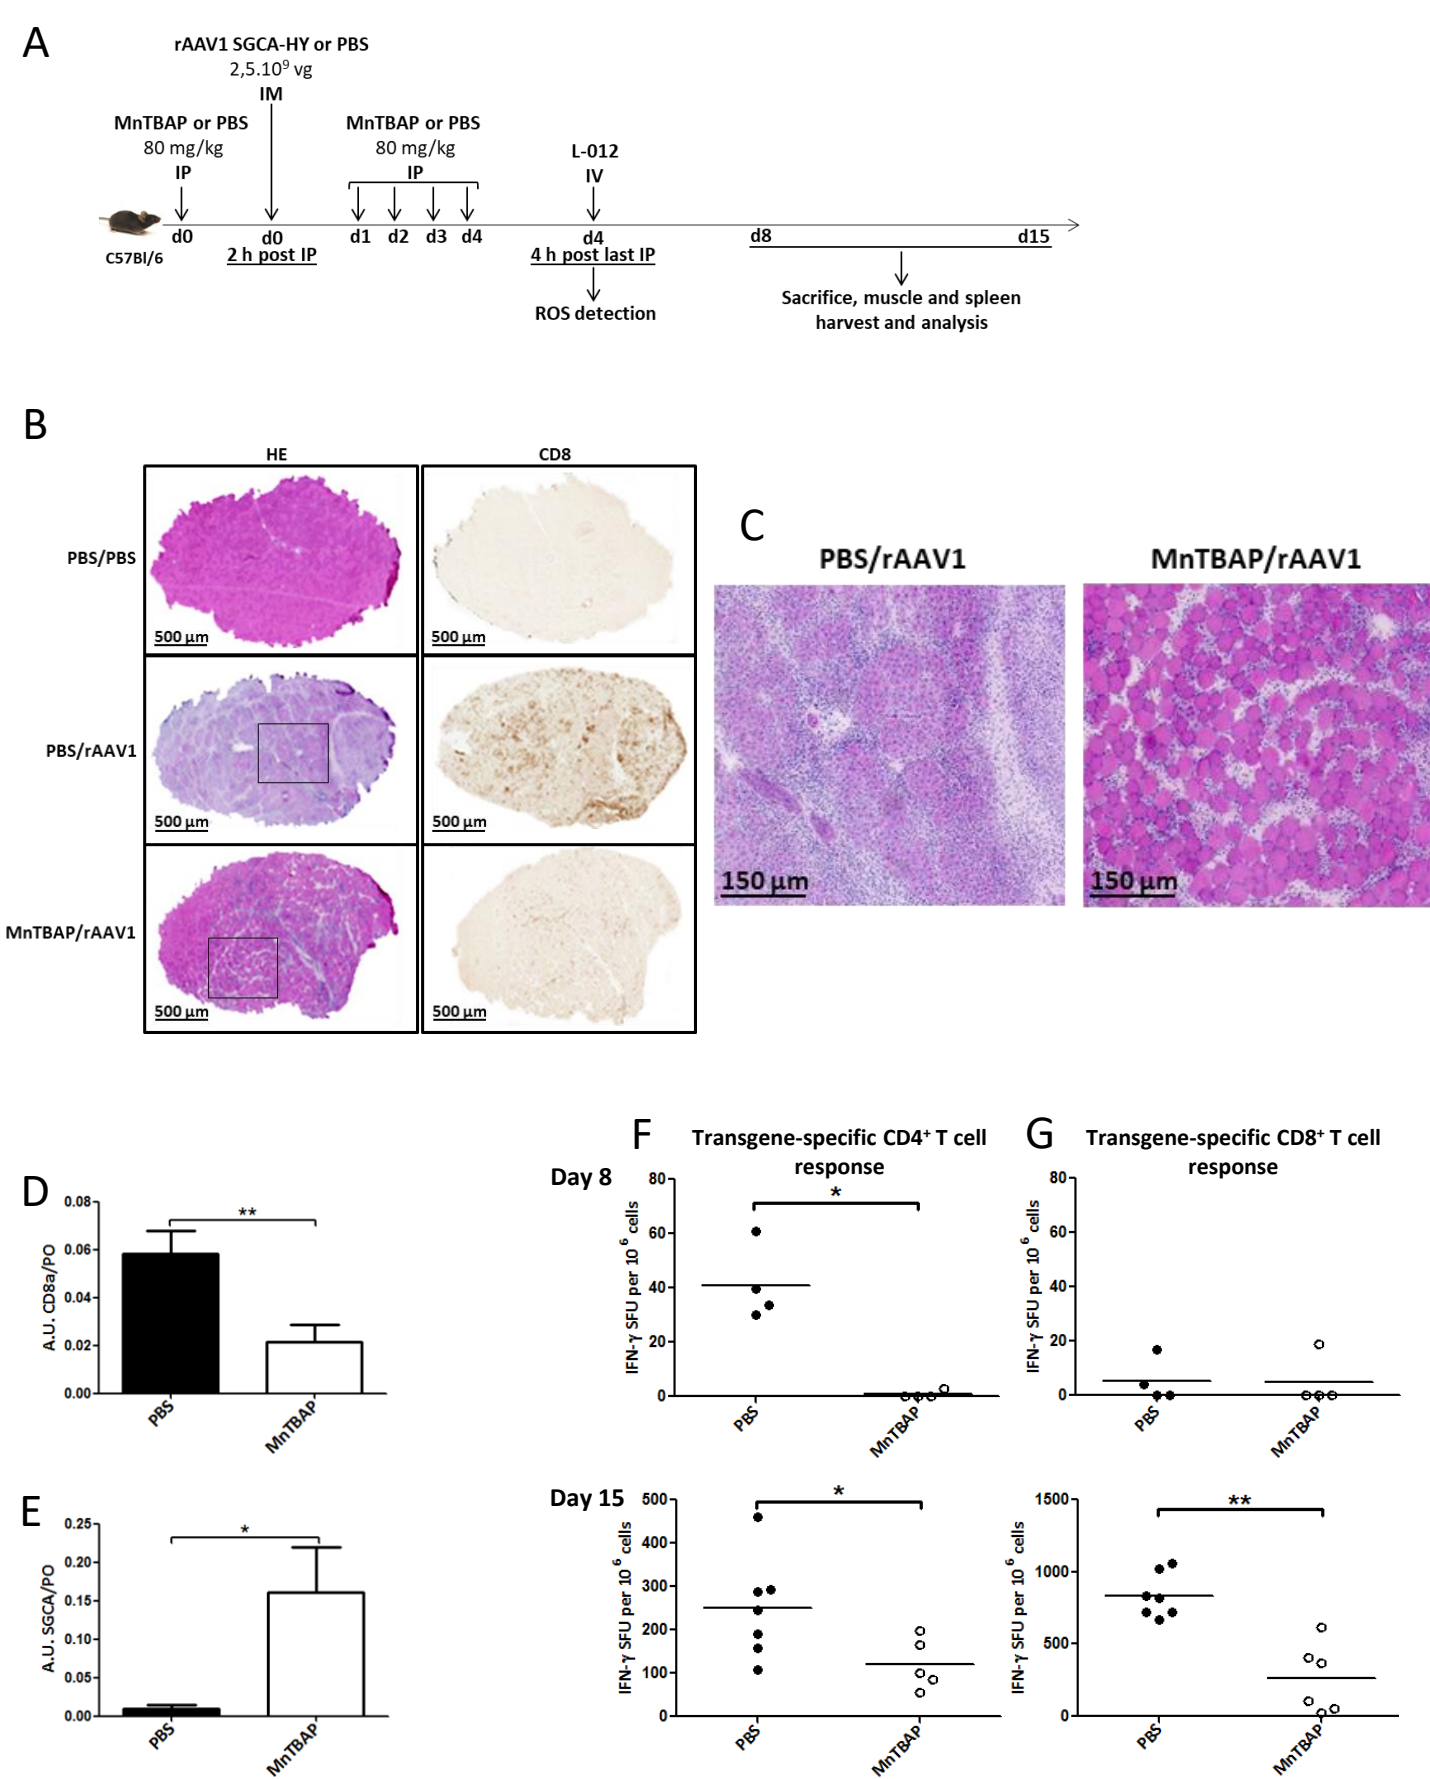 A
rAAV1 SGCA-HY or PBS
2,5.10⁹ vg
IM
MnTBAP or PBS
80 mg/kg
IP
MnTBAP or PBS
80 mg/kg
IP
L-012
IV
d0
d0
2 h post IP
d1 d2 d3 d4
d4
4 h post last IP
d8
d15
C57Bl/6
ROS detection
Sacrifice, muscle and spleen
harvest and analysis
B
HE
CD8
PBS/PBS
500 µm
500 µm
PBS/rAAV1
500 µm
500 µm
MnTBAP/rAAV1
500 µm
500 µm
C
PBS/rAAV1
MnTBAP/rAAV1
150 µm
150 µm
D
A.U. CD8a/PO
0.08
0.06
0.04
0.02
0.00
**
PBS
MnTBAP
E
A.U. SGCA/PO
0.25
0.20
0.15
0.10
0.05
0.00
*
PBS
MnTBAP
F
Transgene-specific CD4⁺ T cell
response
Day 8
IFN-γ SFU per 10⁶ cells
80
60
40
20
0
*
PBS
MnTBAP
Day 15
IFN-γ SFU per 10⁶ cells
500
400
300
200
100
0
*
PBS
MnTBAP
G
Transgene-specific CD8⁺ T cell
response
IFN-γ SFU per 10⁶ cells
80
60
40
20
0
PBS
MnTBAP
IFN-γ SFU per 10⁶ cells
1500
1000
500
0
**
PBS
MnTBAP